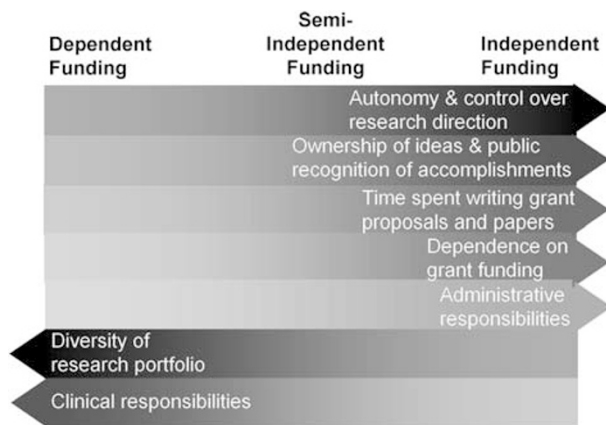 Dependent
Funding
Semi-
Independent
Funding
Independent
Funding
Autonomy & control over
research direction
Ownership of ideas & public
recognition of accomplishments
Time spent writing grant
proposals and papers
Dependence on
grant funding
Administrative
responsibilities
Diversity of
research portfolio
Clinical responsibilities